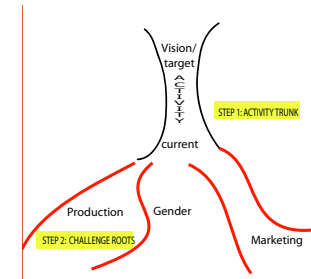 Vision/
target
ACTIVITY
STEP 1: ACTIVITY TRUNK
current
Production
Gender
STEP 2: CHALLENGE ROOTS
Marketing